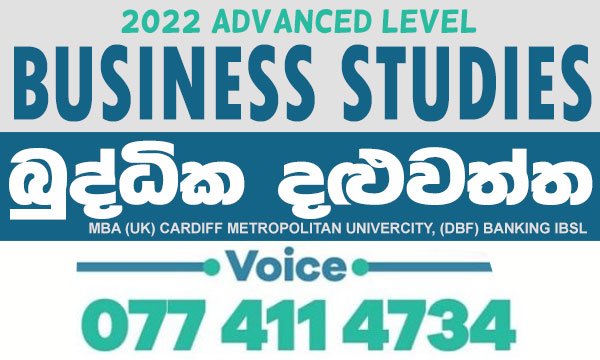 2022 ADVANCED LEVEL
BUSINESS STUDIES
බුද්ධික දළුවත්ත
MBA (UK) CARDIFF METROPOLITAN UNIVERCITY, (DBF) BANKING IBSL
Voice
077 411 4734